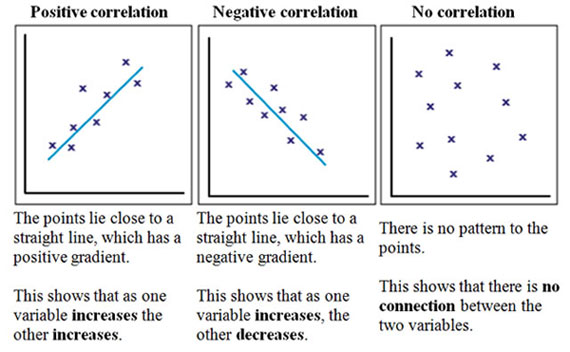 Positive correlation
Negative correlation
No correlation
The points lie close to a
straight line, which has a
positive gradient.
This shows that as one
variable increases the
other increases.
The points lie close to a
straight line, which has a
negative gradient.
This shows that as one
variable increases, the
other decreases.
There is no pattern to the
points.
This shows that there is no
connection between the
two variables.